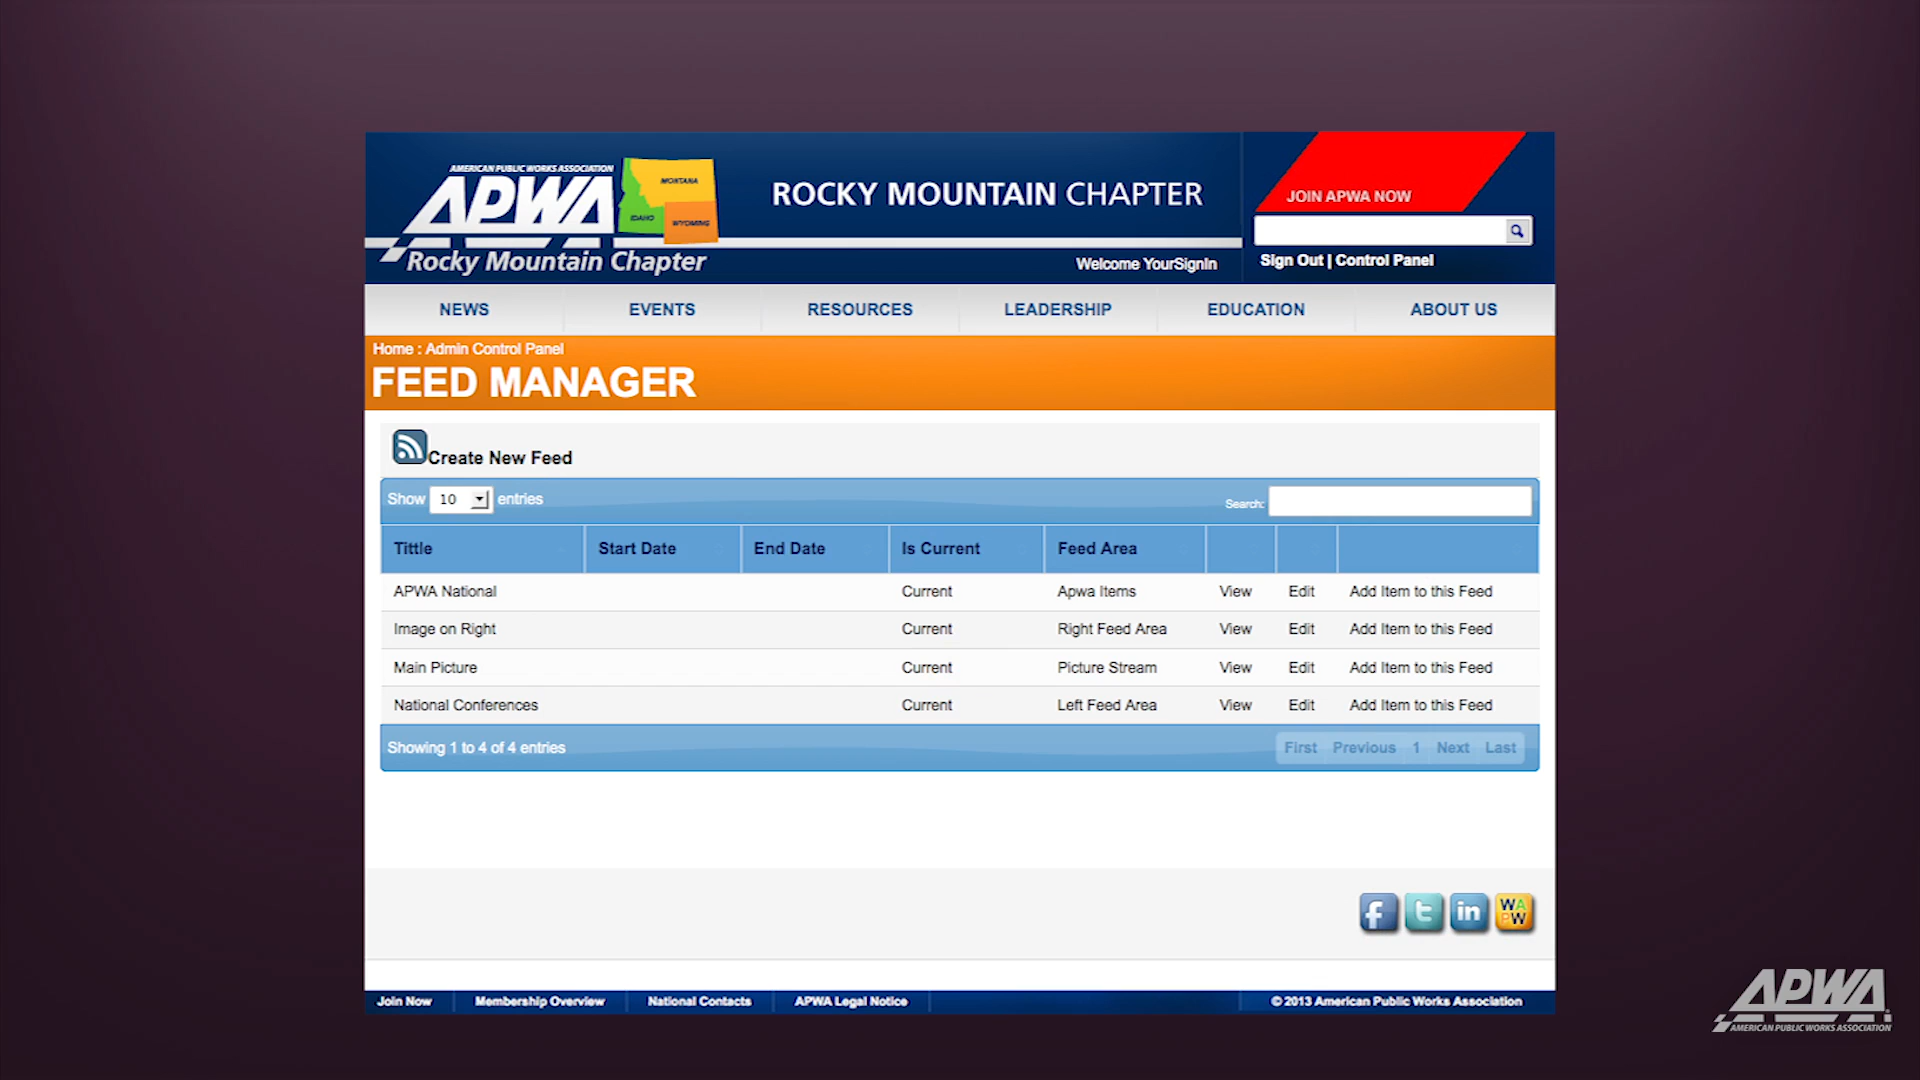 AMERICAN PUBLIC WORKS ASSOCIATION
APWA
MONTANA
IDAHO
WYOMING
Rocky Mountain Chapter
ROCKY MOUNTAIN CHAPTER
Welcome YourSignIn
JOIN APWA NOW
Sign Out | Control Panel
NEWS EVENTS RESOURCES LEADERSHIP EDUCATION ABOUT US
Home : Admin Control Panel
FEED MANAGER
Create New Feed
Show 10 entries Search:
Tittle Start Date End Date Is Current Feed Area
APWA National Current Apwa Items View Edit Add Item to this Feed
Image on Right Current Right Feed Area View Edit Add Item to this Feed
Main Picture Current Picture Stream View Edit Add Item to this Feed
National Conferences Current Left Feed Area View Edit Add Item to this Feed
Showing 1 to 4 of 4 entries First Previous 1 Next Last
f t in WAPW
Join Now Membership Overview National Contacts APWA Legal Notice © 2013 American Public Works Association
APWA
AMERICAN PUBLIC WORKS ASSOCIATION